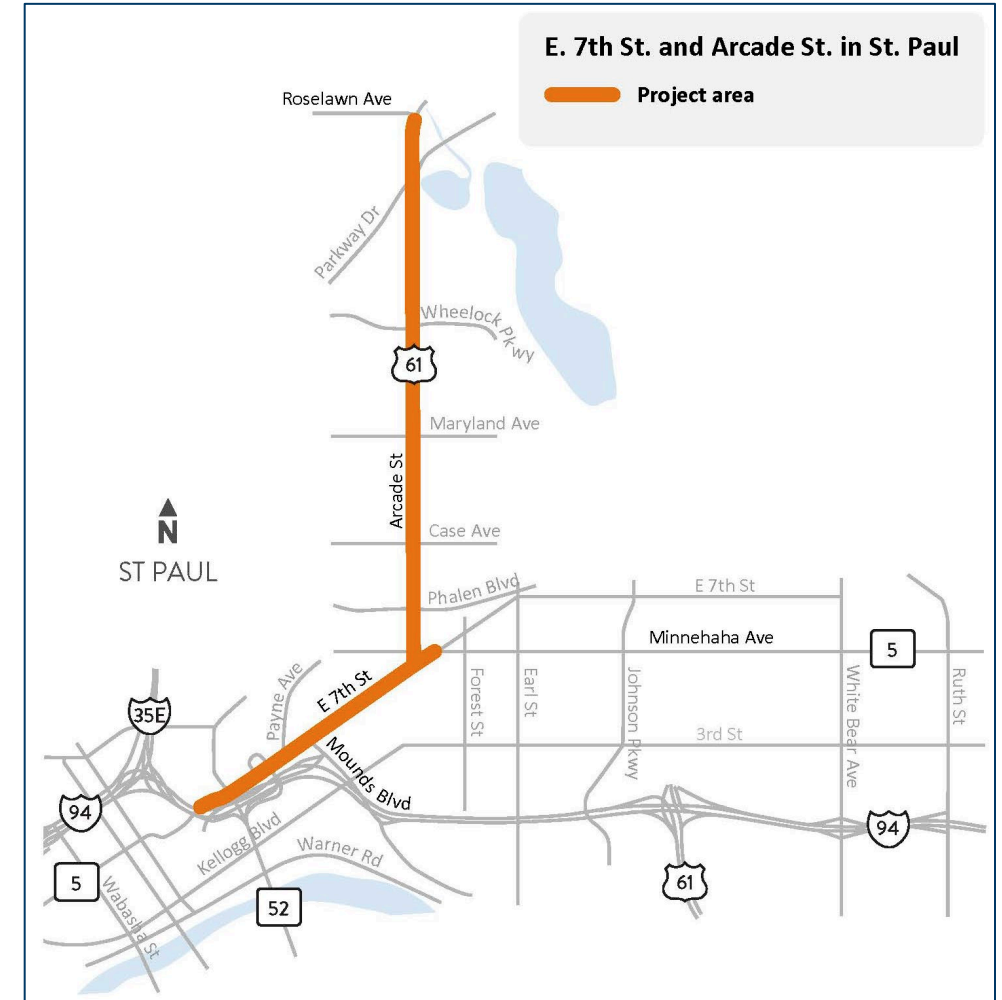 E. 7th St. and Arcade St. in St. Paul
Project area
Roselawn Ave
Parkway Dr
Wheelock Pkwy
61
Maryland Ave
Arcade St
Case Ave
N
ST PAUL
Phalen Blvd
E 7th St
Minnehaha Ave
5
Payne Ave
E 7th St
Forest St
Earl St
Johnson Pkwy
White Bear Ave
Ruth St
35E
3rd St
Mounds Blvd
94
94
Kellogg Blvd
Warner Rd
5
61
52
Wabasha St